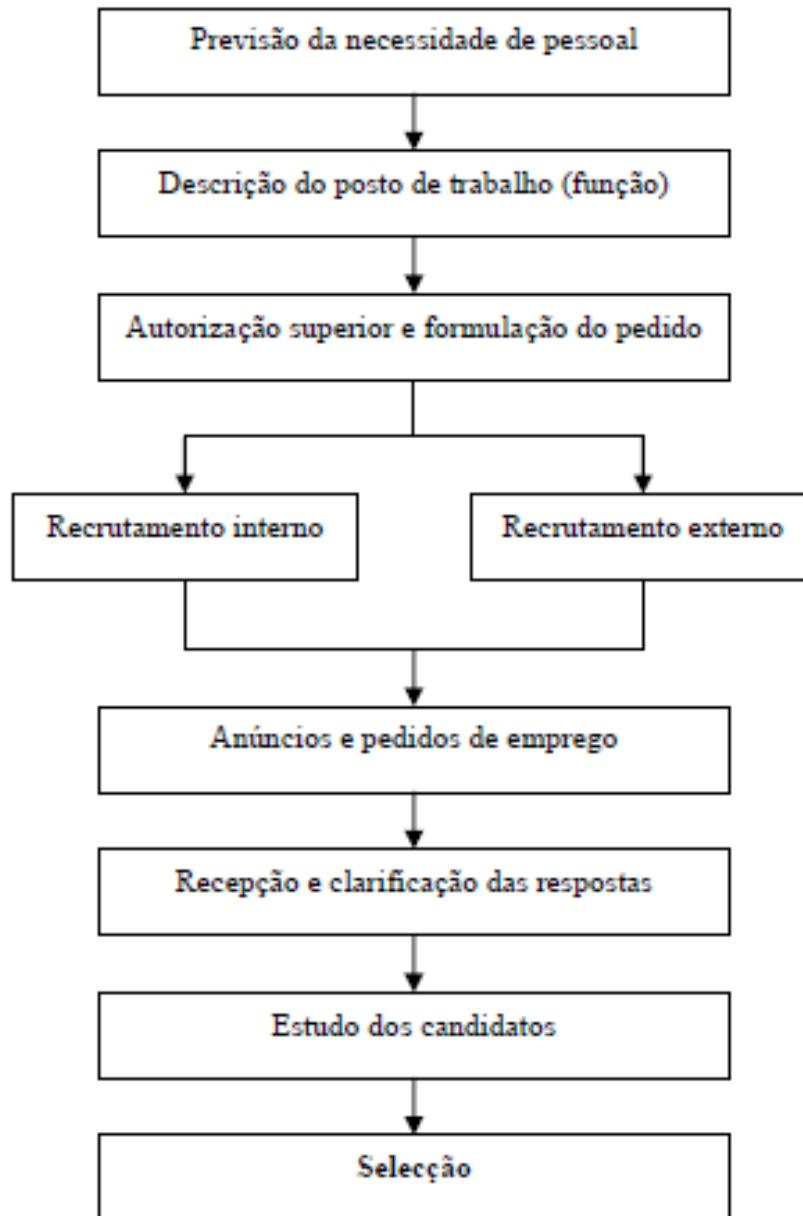 Previsão da necessidade de pessoal
Descrição do posto de trabalho (função)
Autorização superior e formulação do pedido
Recrutamento interno
Recrutamento externo
Anúncios e pedidos de emprego
Recepção e clarificação das respostas
Estudo dos candidatos
Selecção